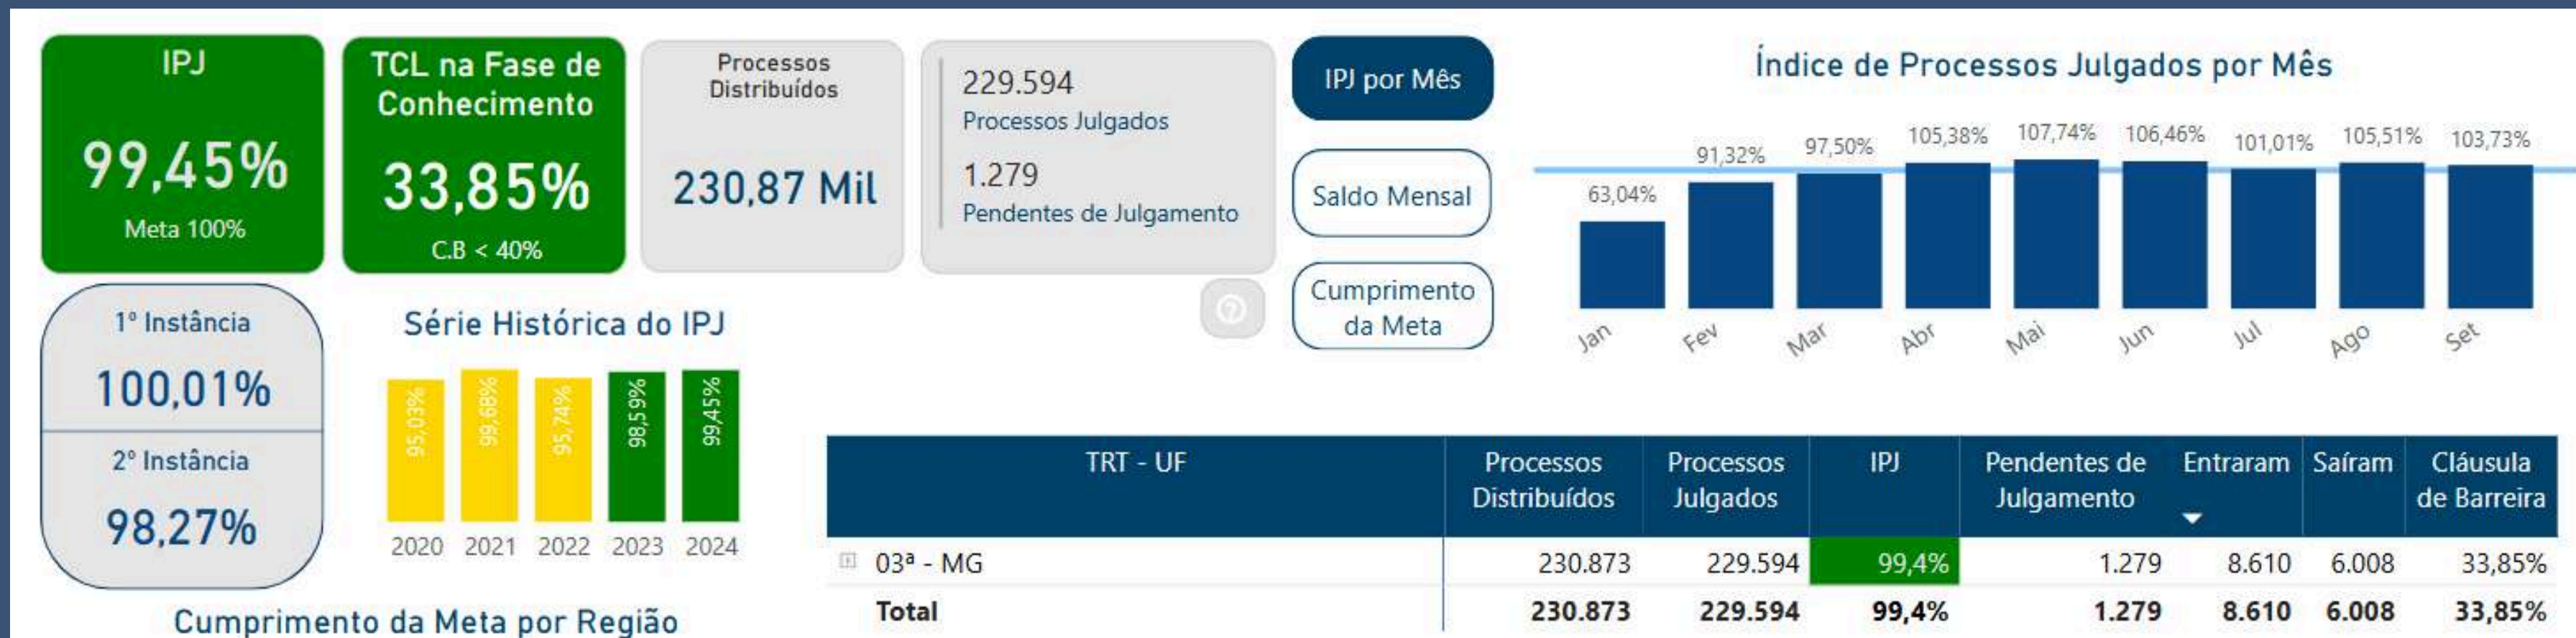 IPJ
99,45%
Meta 100%
TCL na Fase de
Conhecimento
33,85%
C.B < 40%
Processos
Distribuídos
230,87 Mil
229.594
Processos Julgados
1.279
Pendentes de Julgamento
?
IPJ por Mês
Saldo Mensal
Cumprimento
da Meta
Índice de Processos Julgados por Mês
63,04% 91,32% 97,50% 105,38% 107,74% 106,46% 101,01% 105,51% 103,73%
Jan Fev Mar Abr Mai Jun Jul Ago Set
1º Instância
100,01%
2º Instância
98,27%
Série Histórica do IPJ
95,03% 99,68% 95,74% 98,59% 99,45%
2020 2021 2022 2023 2024
Cumprimento da Meta por Região
TRT - UF
Processos
Distribuídos
Processos
Julgados
IPJ
Pendentes de
Julgamento
Entraram
Saíram
Cláusula
de Barreira
03ª - MG 230.873 229.594 99,4% 1.279 8.610 6.008 33,85%
Total 230.873 229.594 99,4% 1.279 8.610 6.008 33,85%